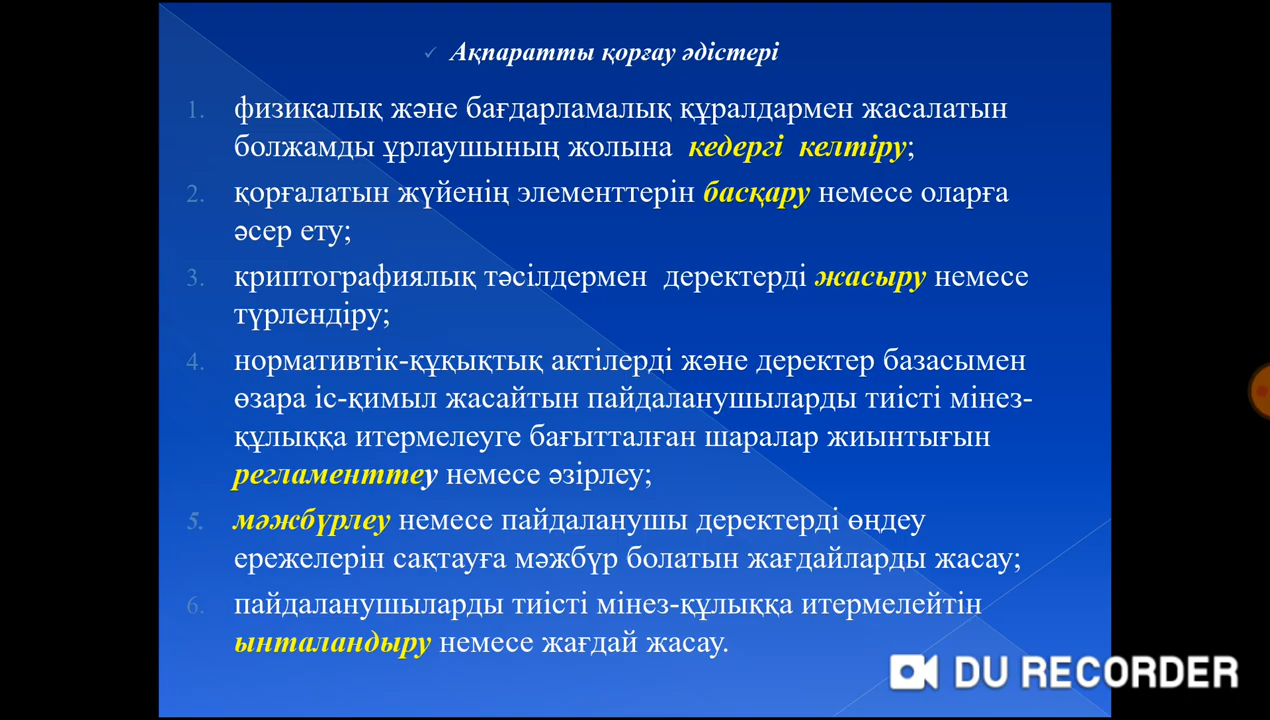 ✓ Ақпаратты қорғау әдістері
1. физикалық және бағдарламалық құралдармен жасалатын
болжамды ұрлаушының жолына кедергі келтіру;
2. қорғалатын жүйенің элементтерін басқару немесе оларға
әсер ету;
3. криптографиялық тәсілдермен деректерді жасыру немесе
түрлендіру;
4. нормативтік-құқықтық актілерді және деректер базасымен
өзара іс-қимыл жасайтын пайдаланушыларды тиісті мінез-
құлыққа итермелеуге бағытталған шаралар жиынтығын
регламенттеу немесе әзірлеу;
5. мәжбүрлеу немесе пайдаланушы деректерді өңдеу
ережелерін сақтауға мәжбүр болатын жағдайларды жасау;
6. пайдаланушыларды тиісті мінез-құлыққа итермелейтін
ынталандыру немесе жағдай жасау.
DU RECORDER